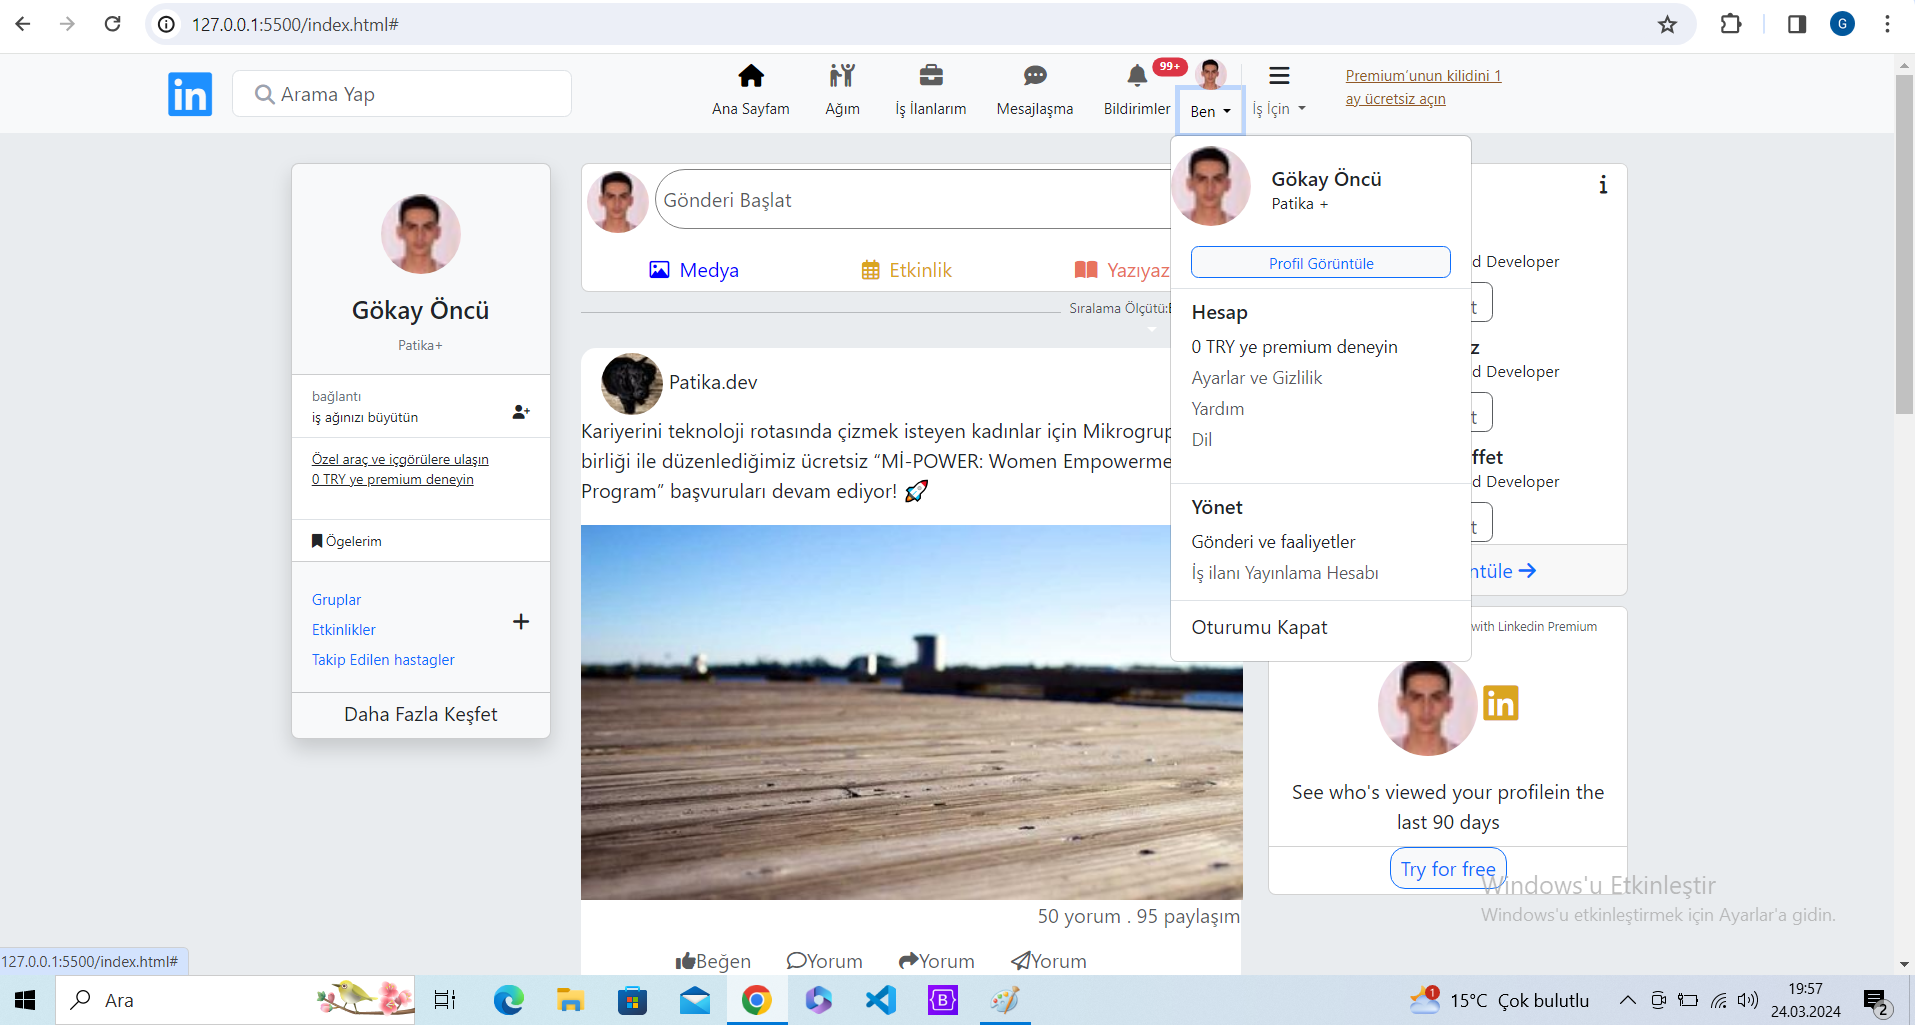 127.0.0.1:5500/index.html#
G
in
Arama Yap
Ana Sayfam
Ağım
İş İlanlarım
Mesajlaşma
Bildirimler
99+
Ben
İş İçin
Premium'unun kilidini 1
ay ücretsiz açın
Gökay Öncü
Patika+
bağlantı
iş ağınızı büyütün
Özel araç ve içgörülere ulaşın
0 TRY ye premium deneyin
Ögelerim
Gruplar
Etkinlikler
Takip Edilen hastagler
Daha Fazla Keşfet
Gönderi Başlat
Medya
Etkinlik
Yazıyaz
Sıralama Ölçütü:
Patika.dev
Kariyerini teknoloji rotasında çizmek isteyen kadınlar için Mikrogrup
birliği ile düzenlediğimiz ücretsiz “Mİ-POWER: Women Empowerme
Program” başvuruları devam ediyor! 🚀
50 yorum . 95 paylaşım
Beğen
Yorum
Yorum
Yorum
Gökay Öncü
Patika +
Profil Görüntüle
Hesap
0 TRY ye premium deneyin
Ayarlar ve Gizlilik
Yardım
Dil
Yönet
Gönderi ve faaliyetler
İş ilanı Yayınlama Hesabı
Oturumu Kapat
d Developer
t
z
d Developer
t
ffet
d Developer
t
ntüle
with Linkedin Premium
in
See who's viewed your profilein the
last 90 days
Try for free
Windows'u Etkinleştir
Windows'u etkinleştirmek için Ayarlar'a gidin.
127.0.0.1:5500/index.html#
Ara
B
1
15°C Çok bulutlu
19:57
24.03.2024
2